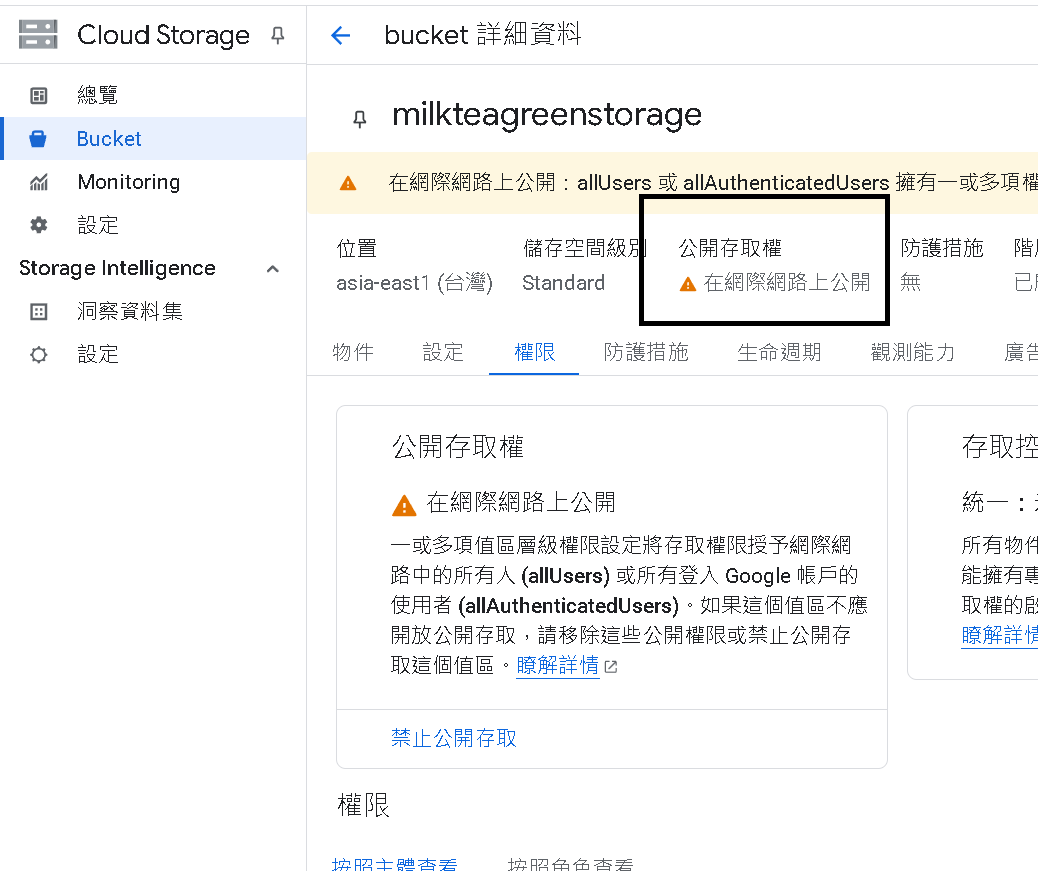 Cloud Storage
bucket 詳細資料
總覽
Bucket
Monitoring
設定
Storage Intelligence
洞察資料集
設定
milkteagreenstorage
在網際網路上公開：allUsers 或 allAuthenticatedUsers 擁有一或多項權
位置
儲存空間級別
公開存取權
防護措施
階層
asia-east1 (台灣)
Standard
在網際網路上公開
無
已
物件
設定
權限
防護措施
生命週期
觀測能力
廣告
公開存取權
在網際網路上公開
一或多項值區層級權限設定將存取權限授予網際網
路中的所有人 (allUsers) 或所有登入 Google 帳戶的
使用者 (allAuthenticatedUsers)。如果這個值區不應
開放公開存取，請移除這些公開權限或禁止公開存
取這個值區。瞭解詳情
禁止公開存取
存取控
統一：
所有物件
能擁有專
取權的啟
瞭解詳情
權限
按照主體查看
按照角色查看